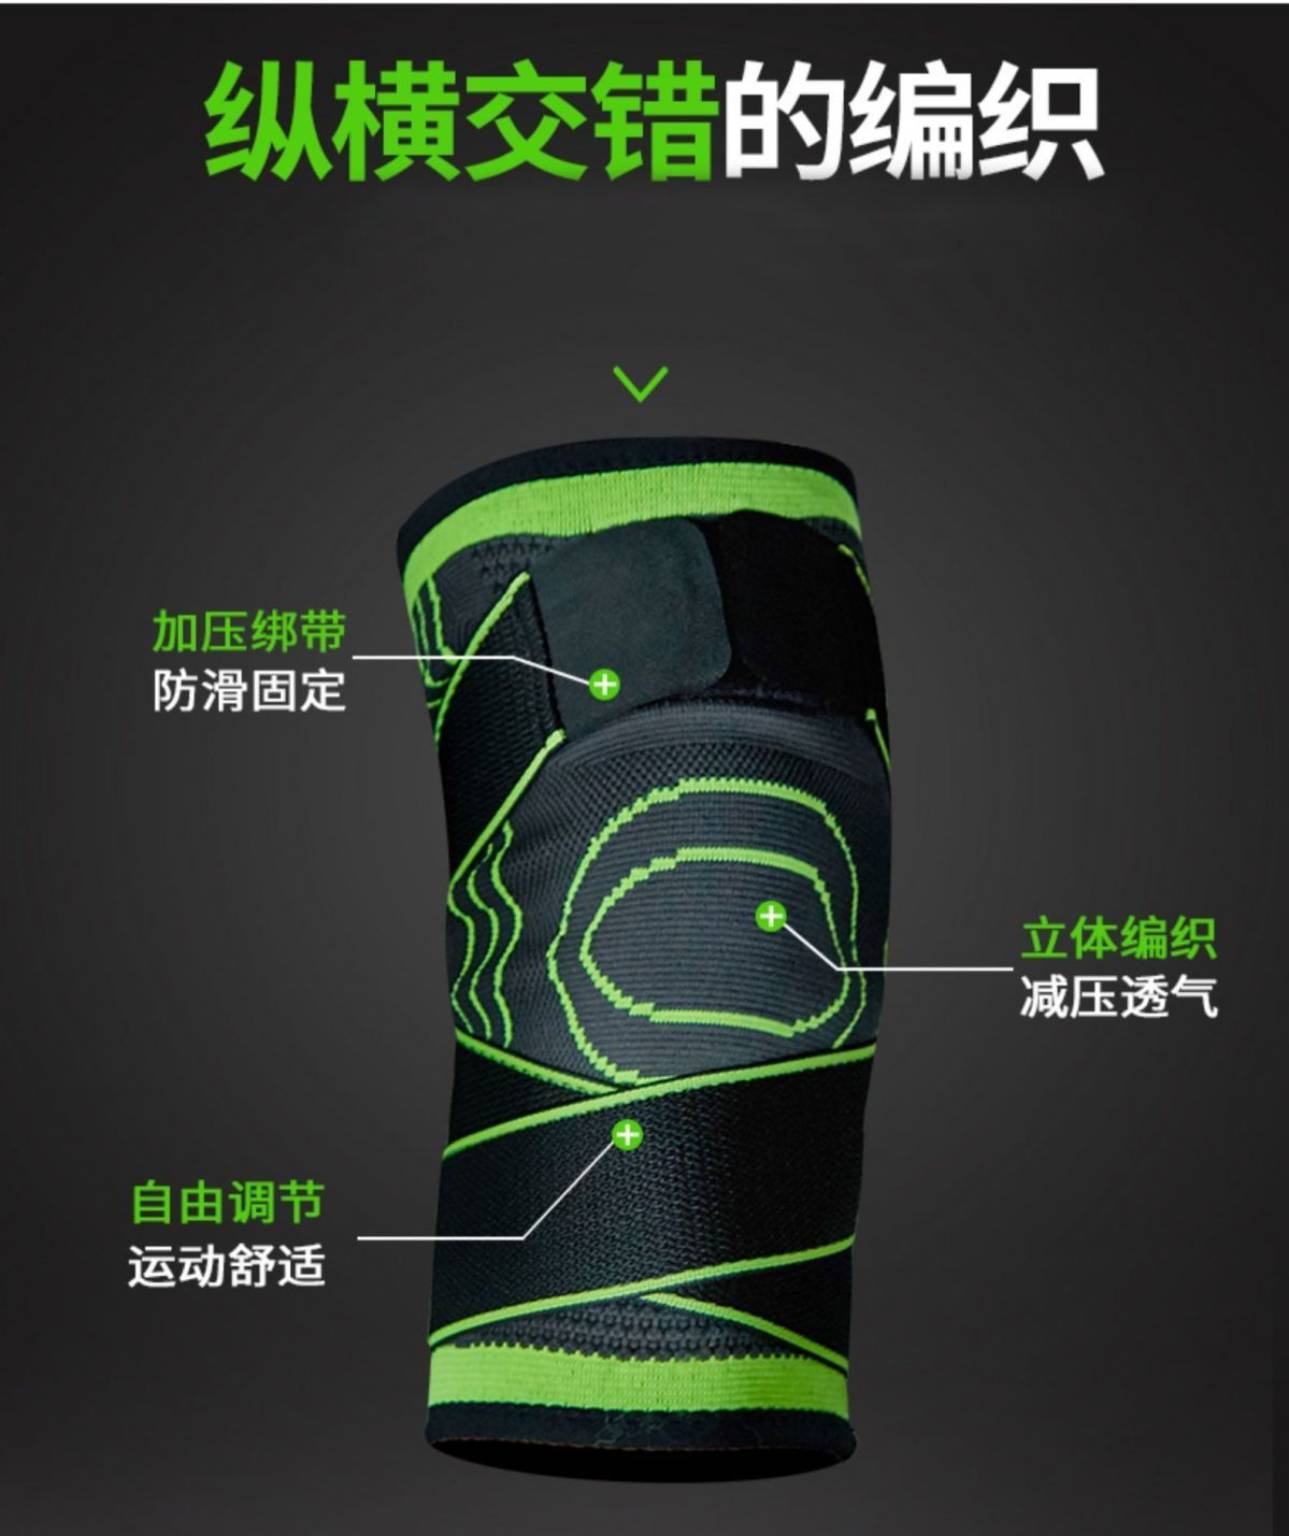 纵横交错的编织
加压绑带
防滑固定
立体编织
减压透气
自由调节
运动舒适